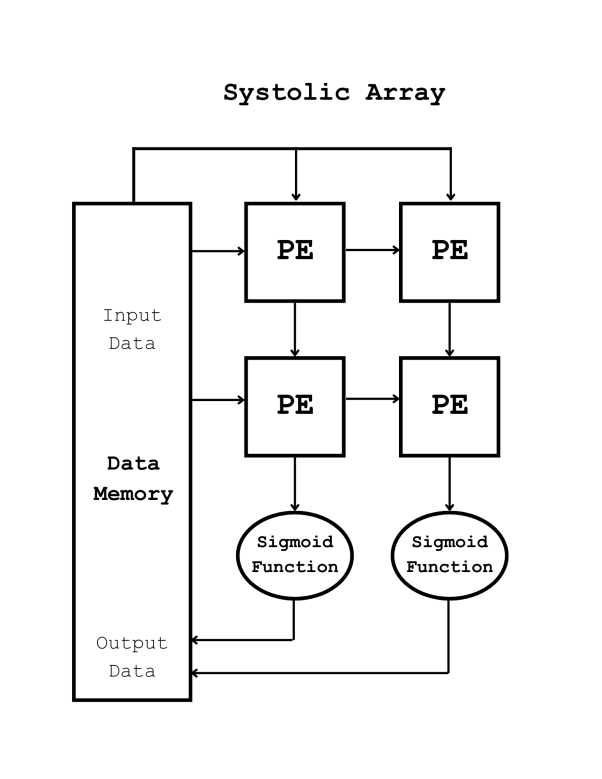 Systolic Array
PE
PE
Input
Data
PE
PE
Data
Memory
Sigmoid
Function
Sigmoid
Function
Output
Data